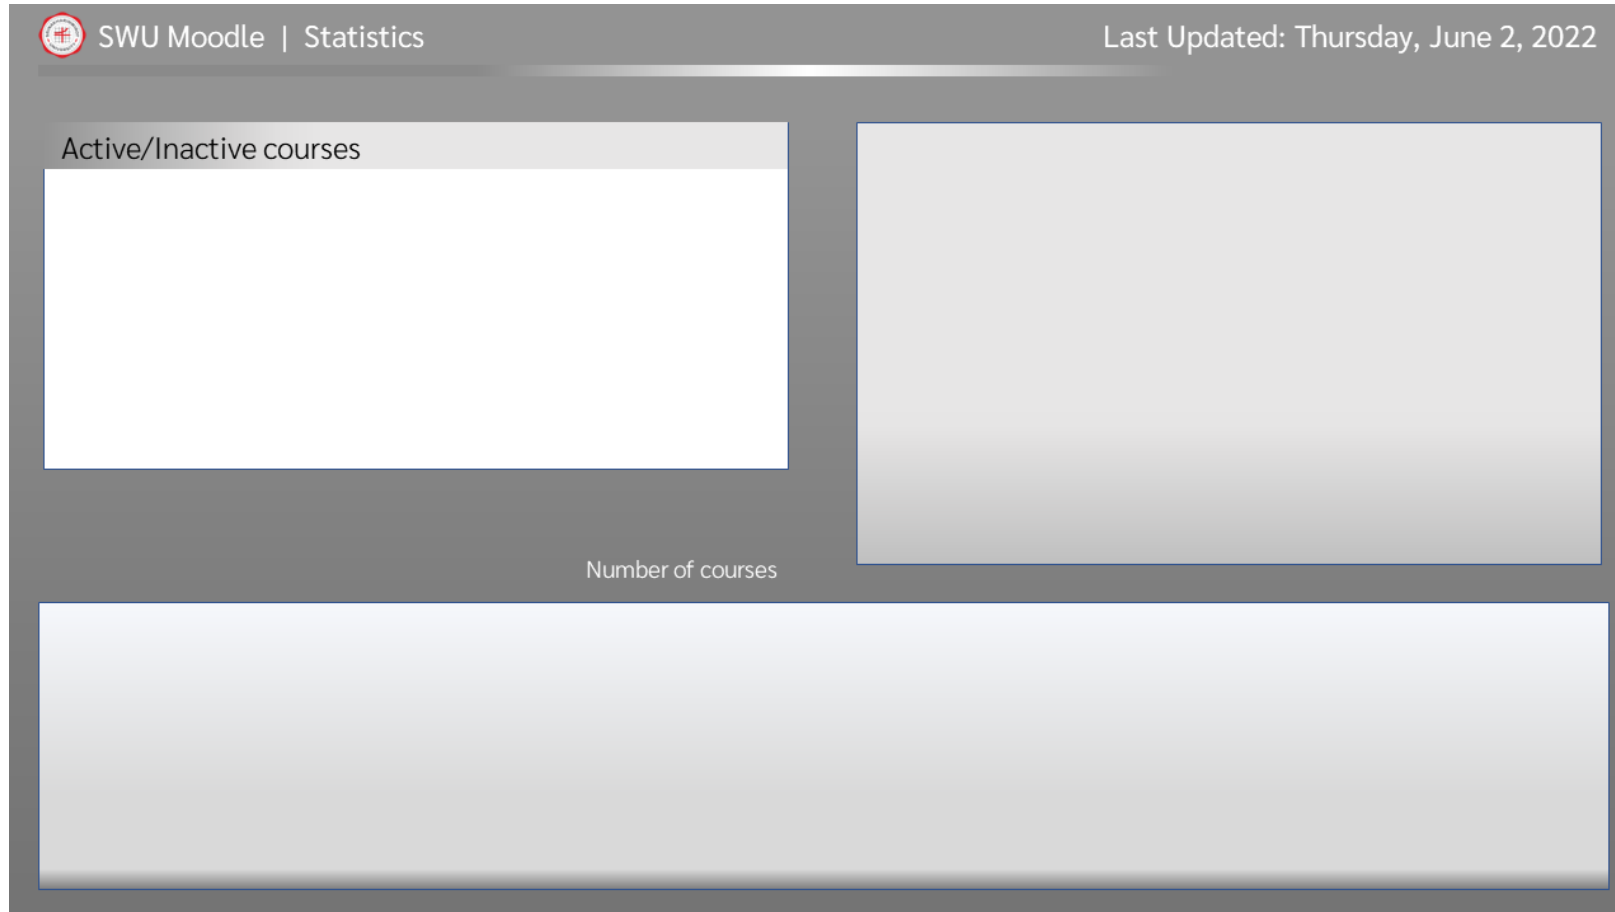 SWU Moodle | Statistics
Last Updated: Thursday, June 2, 2022
Active/Inactive courses
Number of courses